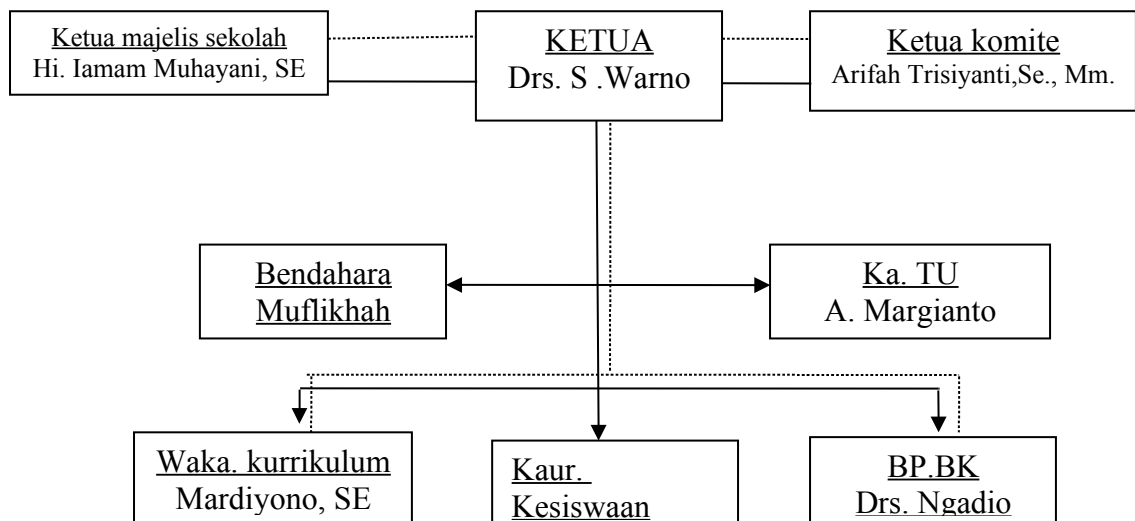 Ketua majelis sekolah
Hi. Iamam Muhayani, SE
KETUA
Drs. S .Warno
Ketua komite
Arifah Trisiyanti,Se., Mm.
Bendahara
Muflikhah
Ka. TU
A. Margianto
Waka. kurrikulum
Mardiyono, SE
Kaur.
Kesiswaan
BP.BK
Drs. Ngadio